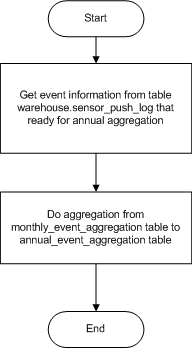 Start
Get event information from table
warehouse.sensor_push_log that
ready for annual aggregation
Do aggregation from
monthly_event_aggregation table to
annual_event_aggregation table
End